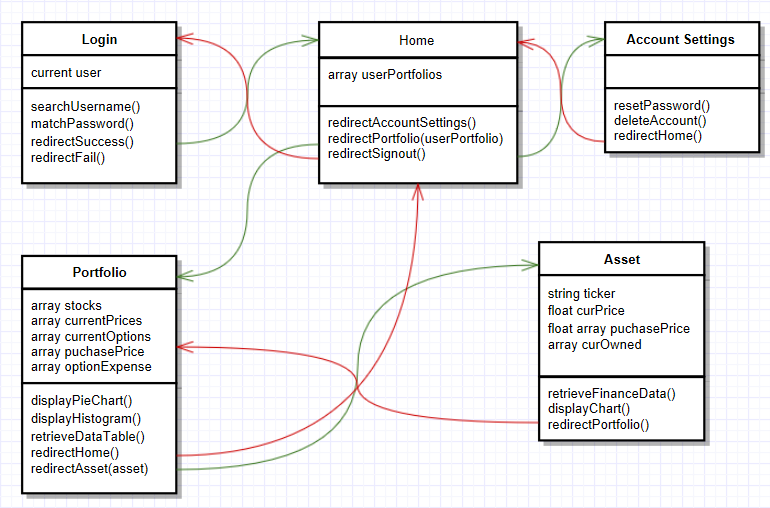 Login
current user
searchUsername()
matchPassword()
redirectSuccess()
redirectFail()
Home
array userPortfolios
redirectAccountSettings()
redirectPortfolio(userPortfolio)
redirectSignout()
Account Settings
resetPassword()
deleteAccount()
redirectHome()
Portfolio
array stocks
array currentPrices
array currentOptions
array puchasePrice
array optionExpense
displayPieChart()
displayHistogram()
retrieveDataTable()
redirectHome()
redirectAsset(asset)
Asset
string ticker
float curPrice
float array puchasePrice
array curOwned
retrieveFinanceData()
displayChart()
redirectPortfolio()